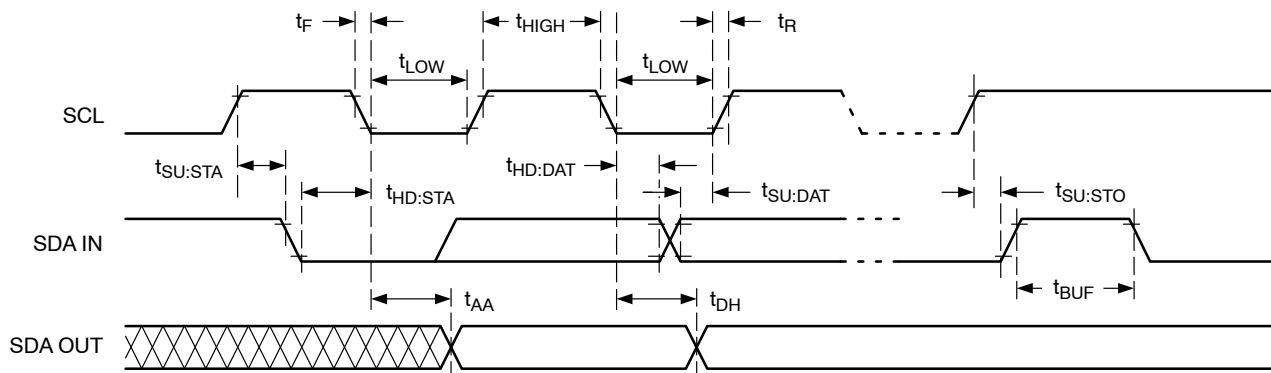 tF tHIGH tR
tLOW tLOW
SCL
tSU:STA tHD:DAT
tHD:STA tSU:DAT tSU:STO
SDA IN
tAA tDH tBUF
SDA OUT